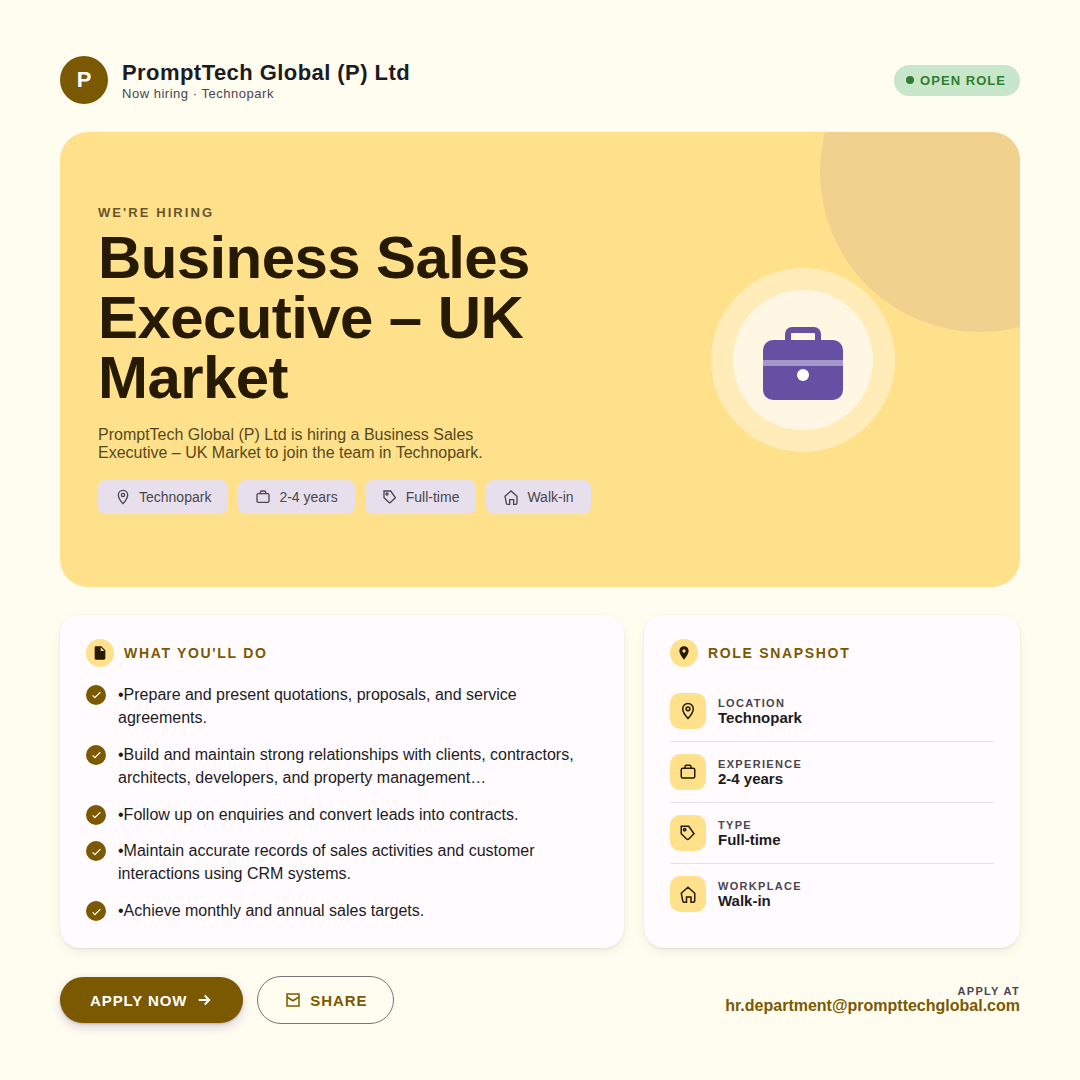 P
PromptTech Global (P) Ltd
Now hiring · Technopark
OPEN ROLE
WE'RE HIRING
Business Sales
Executive – UK
Market
PromptTech Global (P) Ltd is hiring a Business Sales
Executive – UK Market to join the team in Technopark.
Technopark
2-4 years
Full-time
Walk-in
WHAT YOU'LL DO
•Prepare and present quotations, proposals, and service
agreements.
•Build and maintain strong relationships with clients, contractors,
architects, developers, and property management…
•Follow up on enquiries and convert leads into contracts.
•Maintain accurate records of sales activities and customer
interactions using CRM systems.
•Achieve monthly and annual sales targets.
ROLE SNAPSHOT
LOCATION
Technopark
EXPERIENCE
2-4 years
TYPE
Full-time
WORKPLACE
Walk-in
APPLY NOW
SHARE
APPLY AT
hr.department@prompttechglobal.com